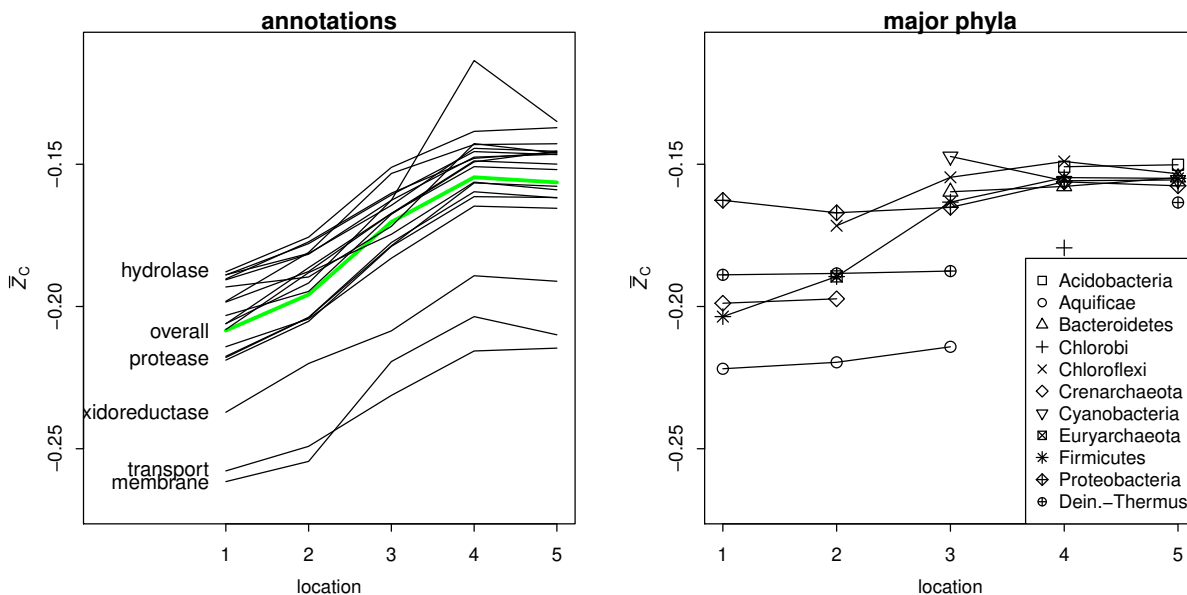 annotations
−0.15
−0.20
−0.25
Z̅C
hydrolase
overall
protease
xidoreductase
transport
membrane
1 2 3 4 5
location
major phyla
−0.15
−0.20
−0.25
Z̅C
Acidobacteria
Aquificae
Bacteroidetes
Chlorobi
Chloroflexi
Crenarchaeota
Cyanobacteria
Euryarchaeota
Firmicutes
Proteobacteria
Dein.−Thermus
1 2 3 4 5
location